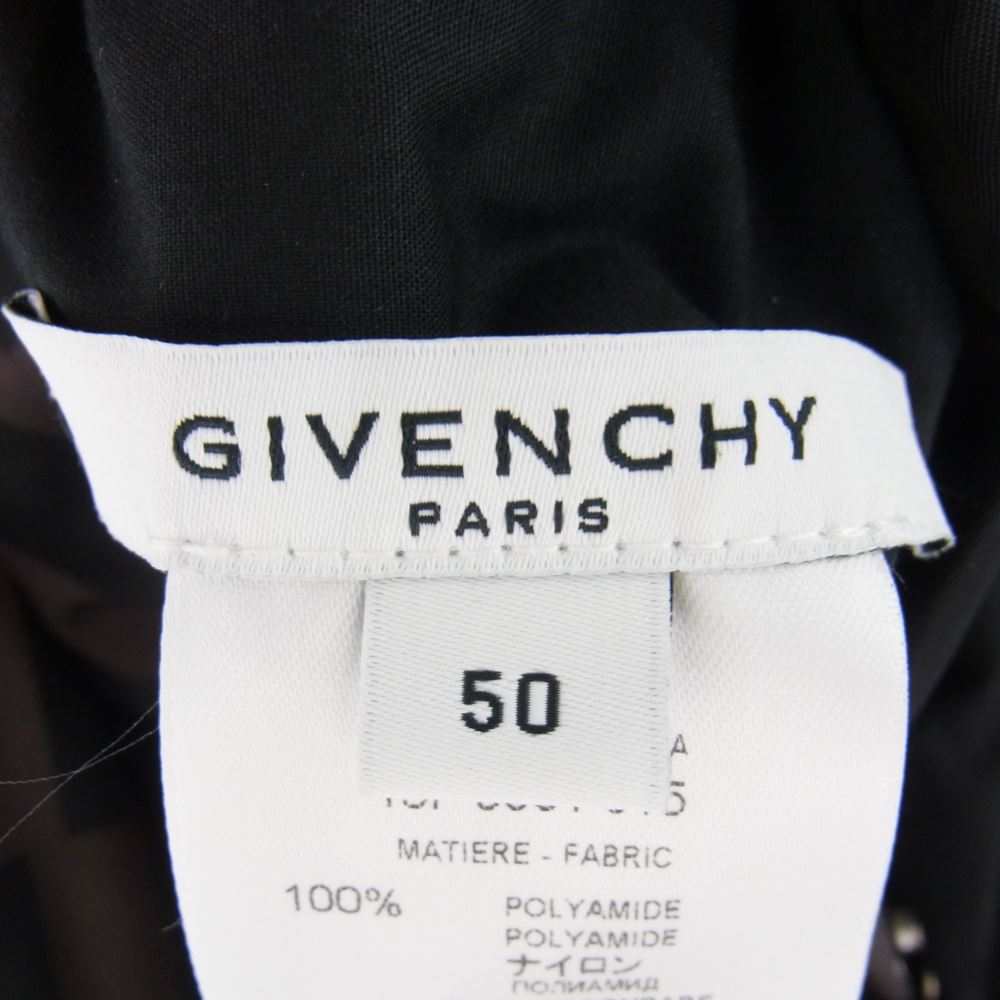 GIVENCHY
PARIS
50
A
MATIERE - FABRIC
100% POLYAMIDE
POLYAMIDE
ナイロン
ПОЛИАМИД